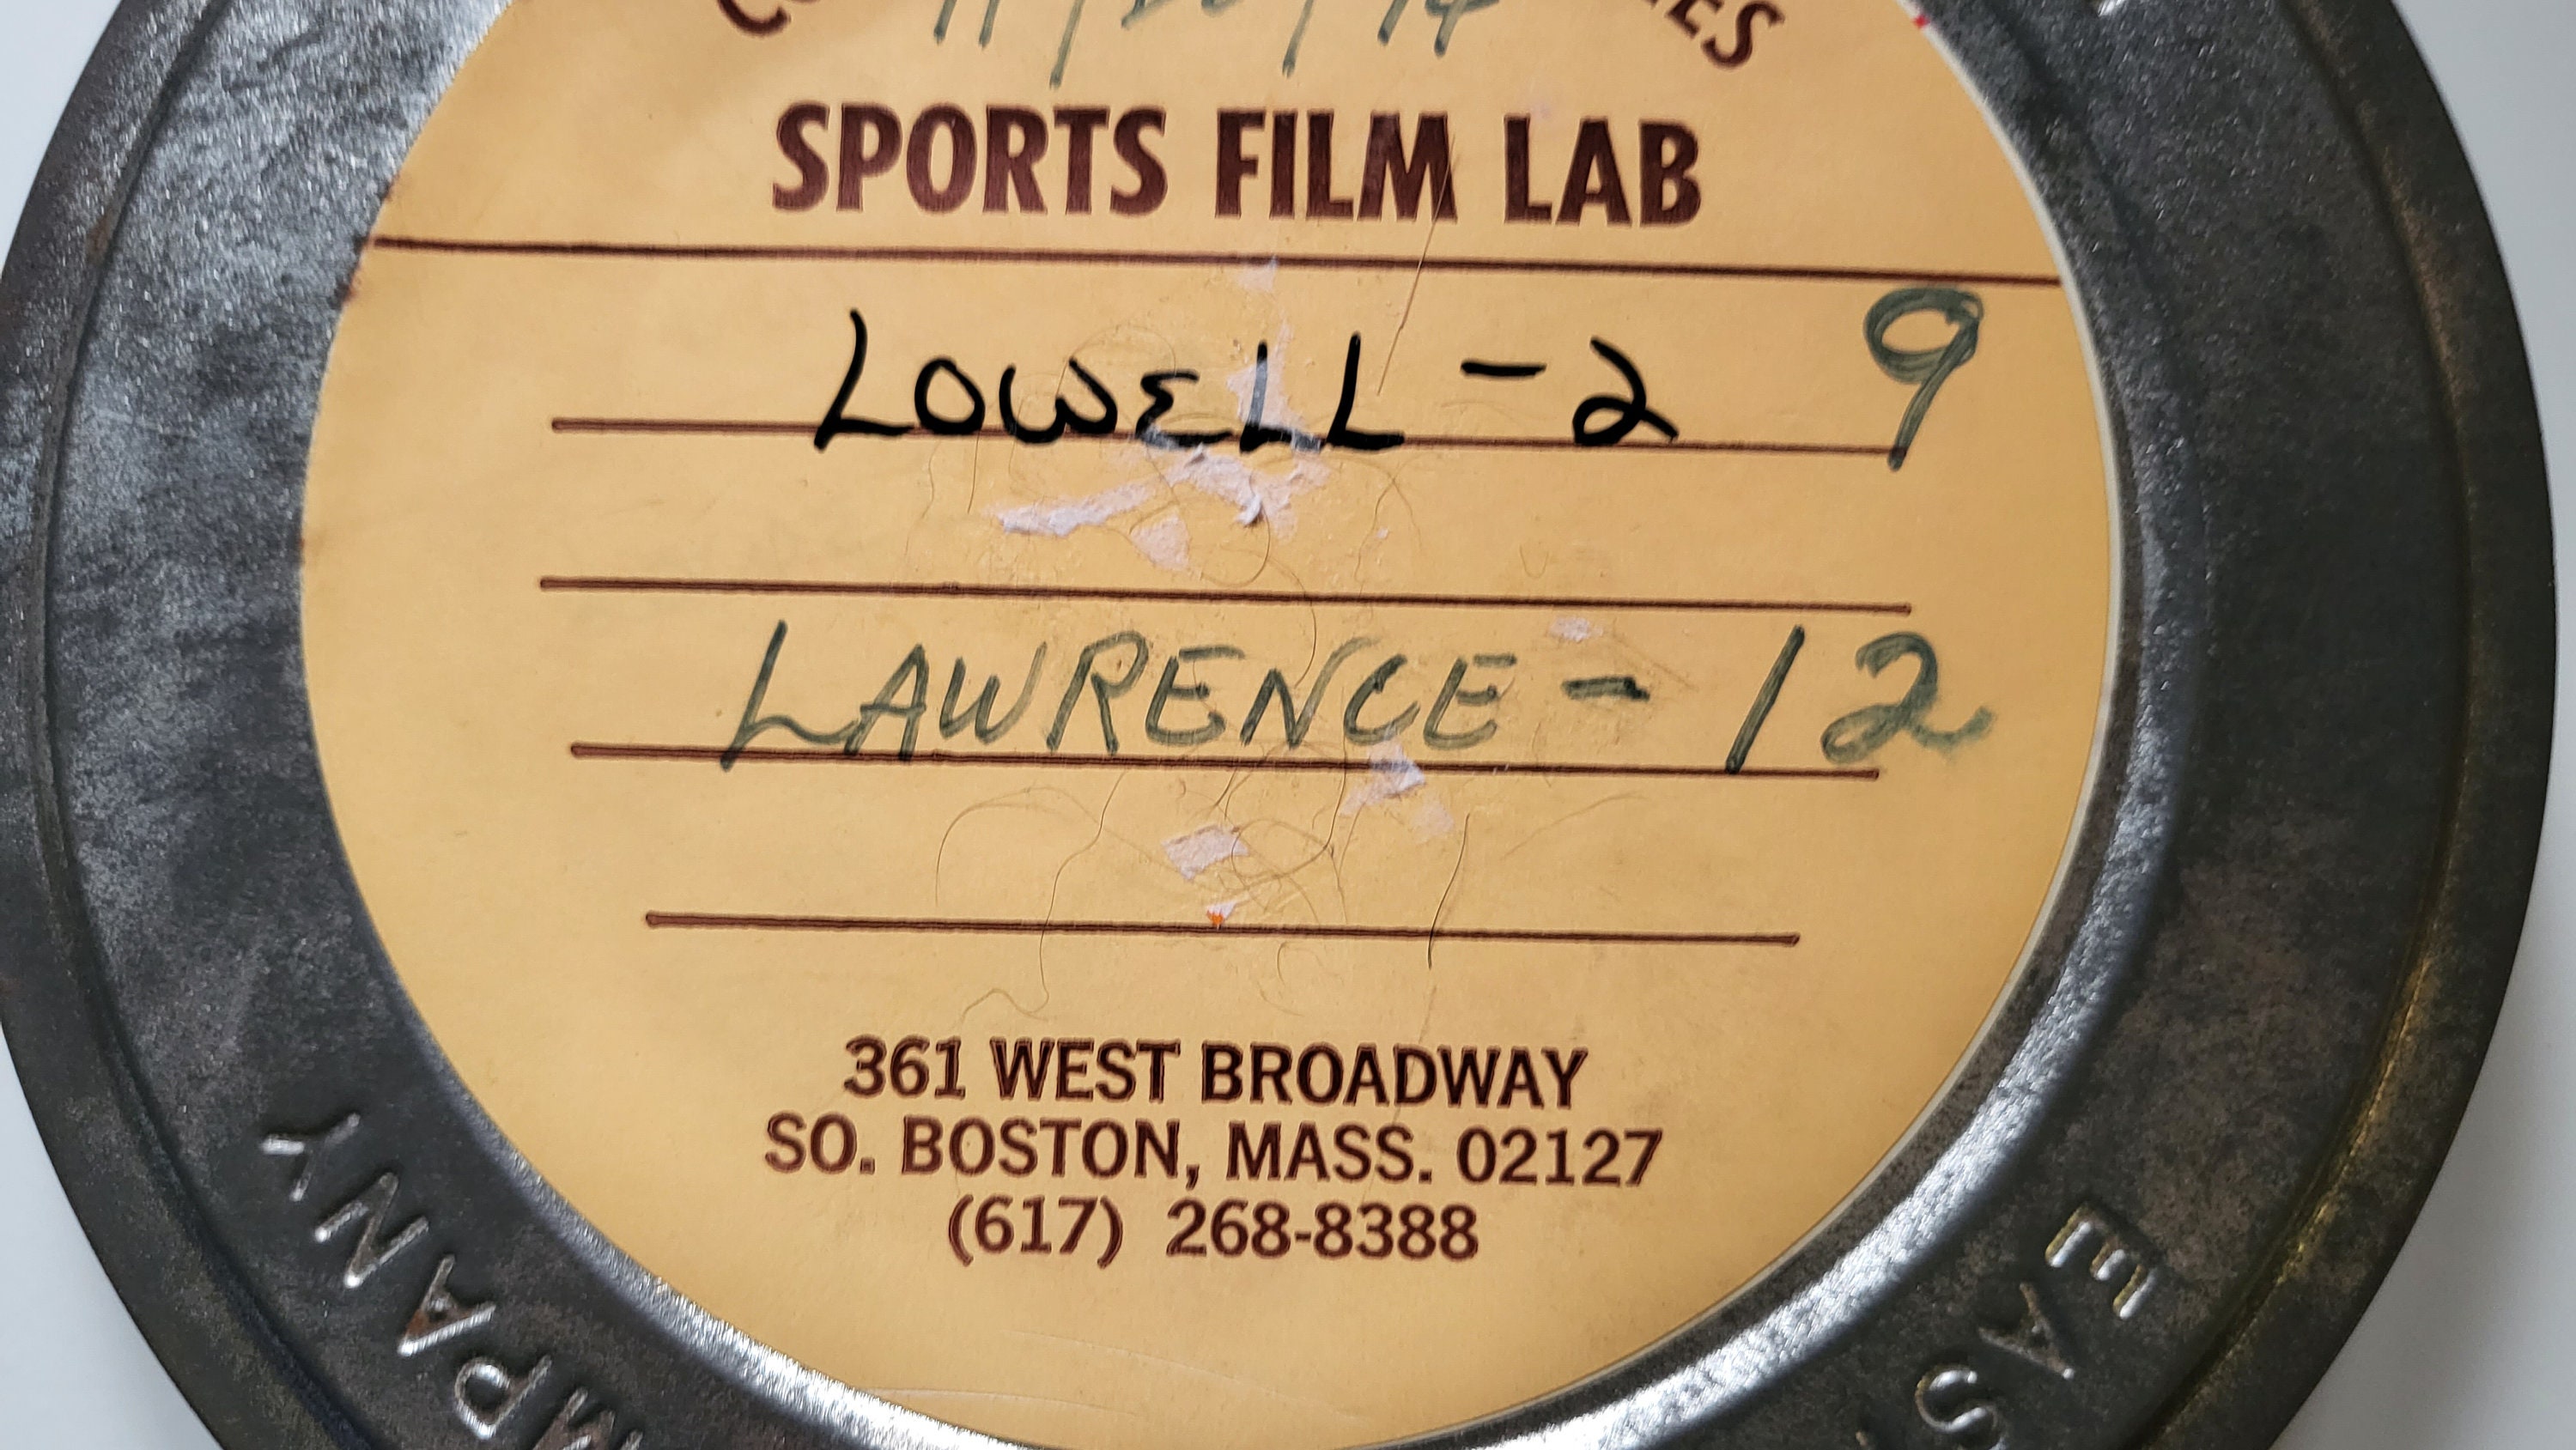 SPORTS FILM LAB
LOWELL - 2 9
LAWRENCE - 12
361 WEST BROADWAY
SO. BOSTON, MASS. 02127
(617) 268-8388